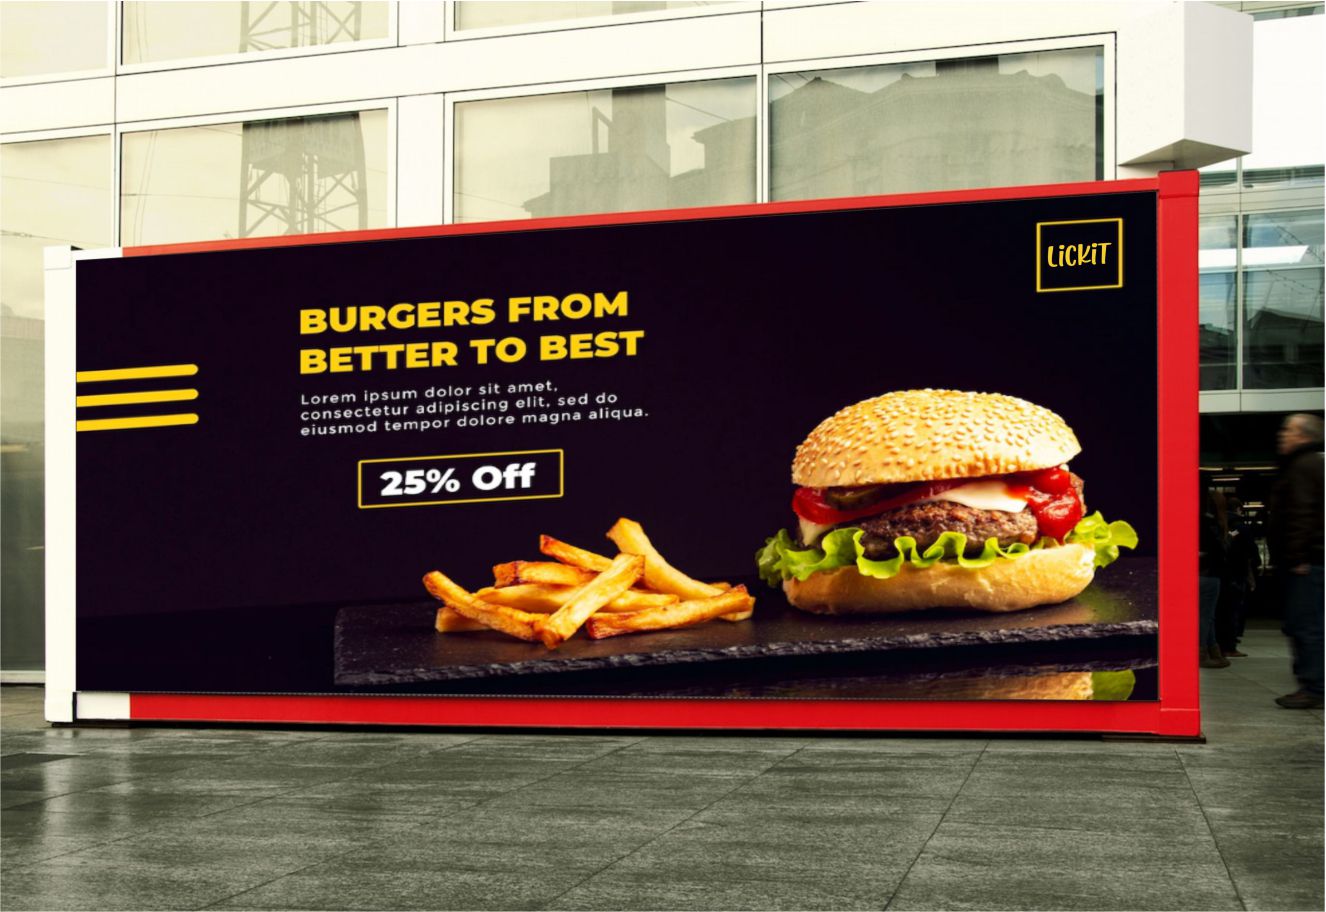 LiCKiT
BURGERS FROM
BETTER TO BEST
Lorem ipsum dolor sit amet,
consectetur adipiscing elit, sed do
eiusmod tempor dolore magna aliqua.
25% Off